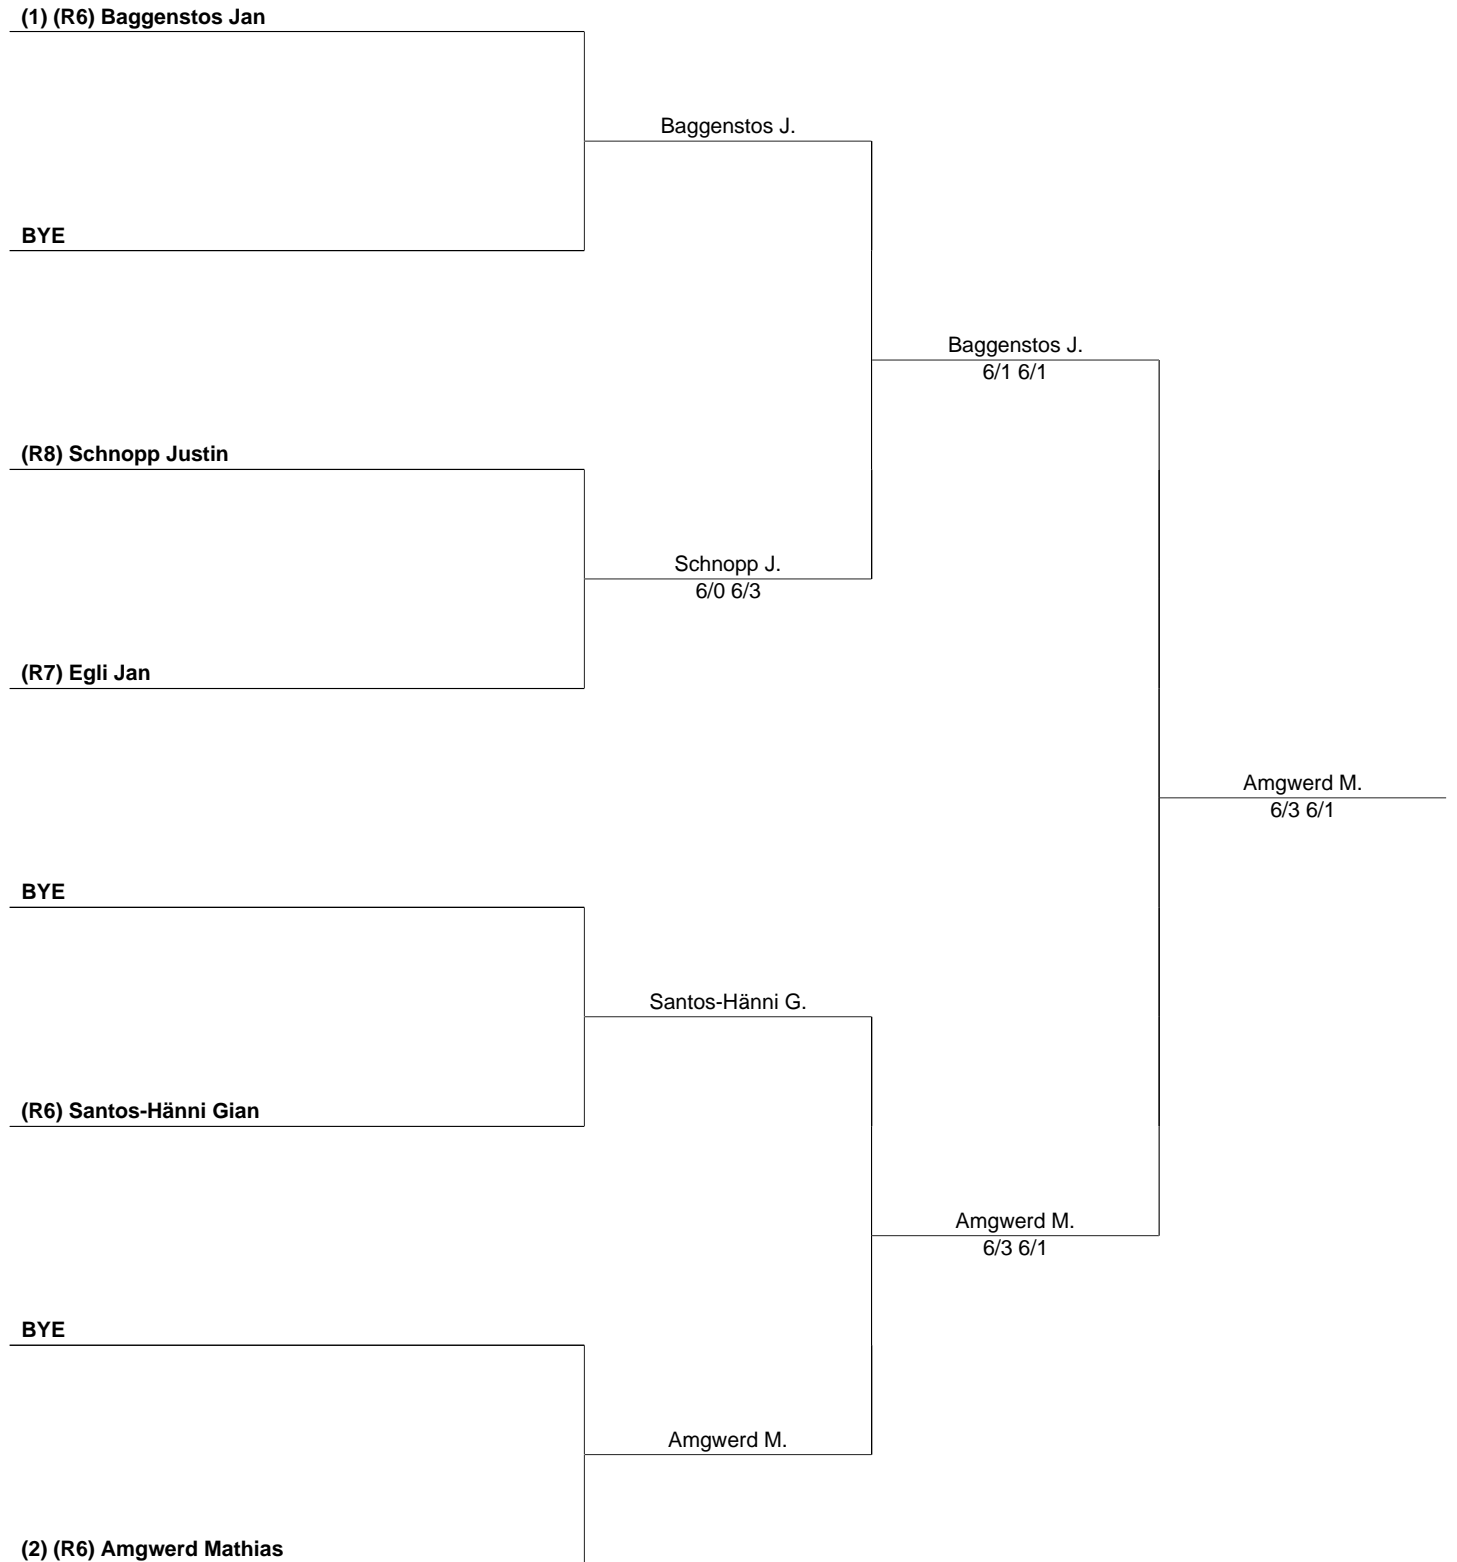 (1) (R6) Baggenstos Jan
Baggenstos J.
BYE
Baggenstos J.
6/1 6/1
(R8) Schnopp Justin
Schnopp J.
6/0 6/3
(R7) Egli Jan
Amgwerd M.
6/3 6/1
BYE
Santos-Hänni G.
(R6) Santos-Hänni Gian
Amgwerd M.
6/3 6/1
BYE
Amgwerd M.
(2) (R6) Amgwerd Mathias